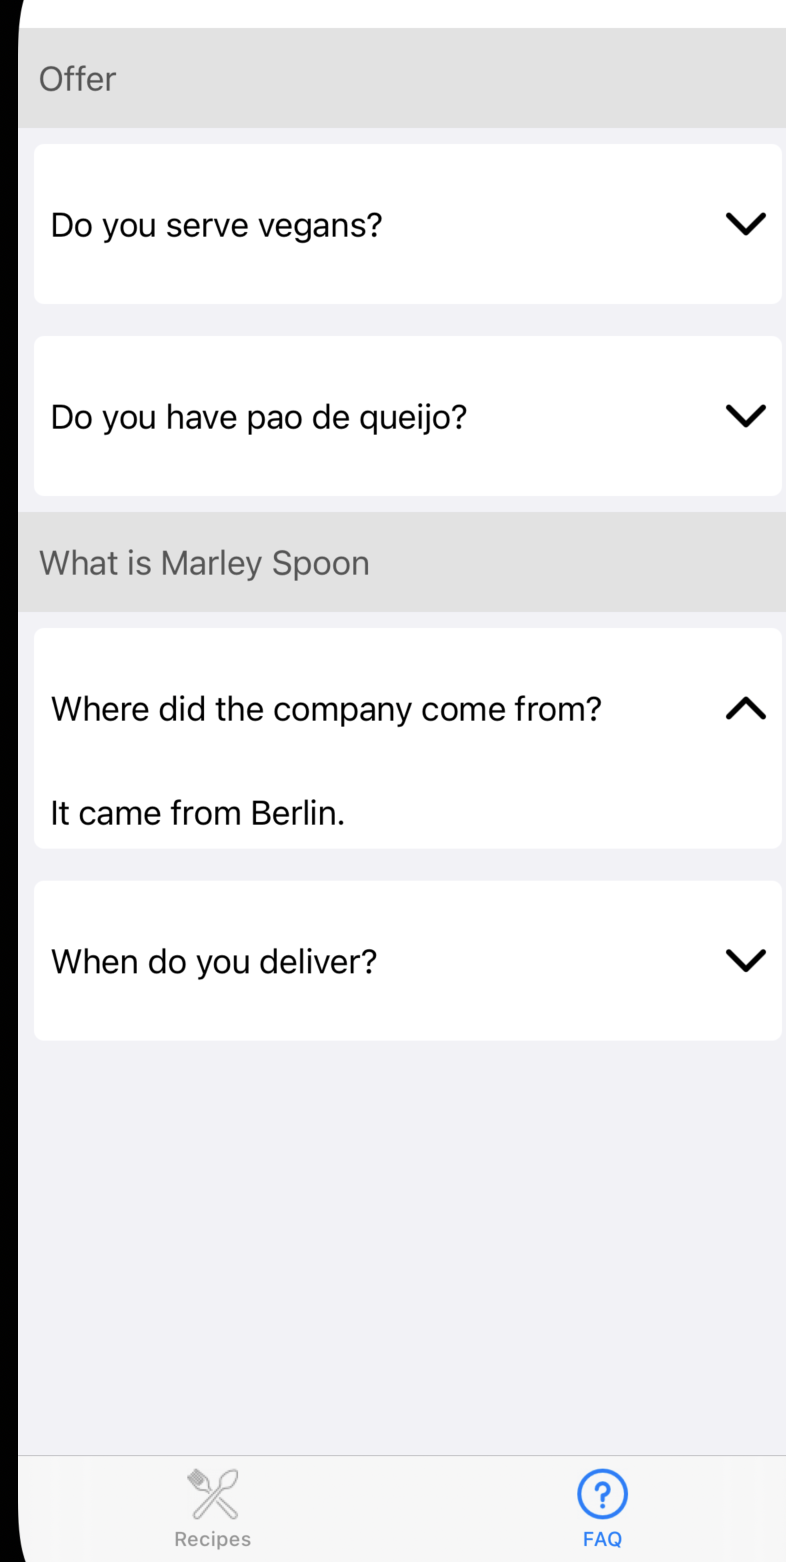 Offer
Do you serve vegans?
Do you have pao de queijo?
What is Marley Spoon
Where did the company come from?
It came from Berlin.
When do you deliver?
Recipes
FAQ